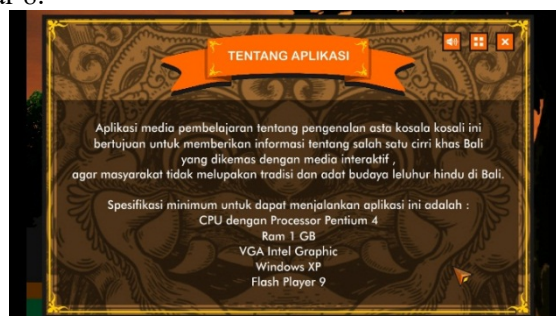 TENTANG APLIKASI
Aplikasi media pembelajaran tentang pengenalan asta kosala kosali ini
bertujuan untuk memberikan informasi tentang salah satu cirri khas Bali
yang dikemas dengan media interaktif ,
agar masyarakat tidak melupakan tradisi dan adat budaya leluhur hindu di Bali.
Spesifikasi minimum untuk dapat menjalankan aplikasi ini adalah :
CPU dengan Processor Pentium 4
Ram 1 GB
VGA Intel Graphic
Windows XP
Flash Player 9